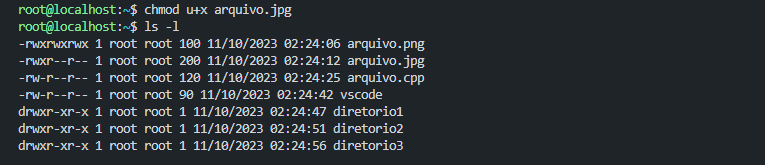 root@localhost:~$ chmod u+x arquivo.jpg
root@localhost:~$ ls -l
-rwxrwxrwx 1 root root 100 11/10/2023 02:24:06 arquivo.png
-rwxr--r-- 1 root root 200 11/10/2023 02:24:12 arquivo.jpg
-rw-r--r-- 1 root root 120 11/10/2023 02:24:25 arquivo.cpp
-rw-r--r-- 1 root root 90 11/10/2023 02:24:42 vscode
drwxr-xr-x 1 root root 1 11/10/2023 02:24:47 diretorio1
drwxr-xr-x 1 root root 1 11/10/2023 02:24:51 diretorio2
drwxr-xr-x 1 root root 1 11/10/2023 02:24:56 diretorio3